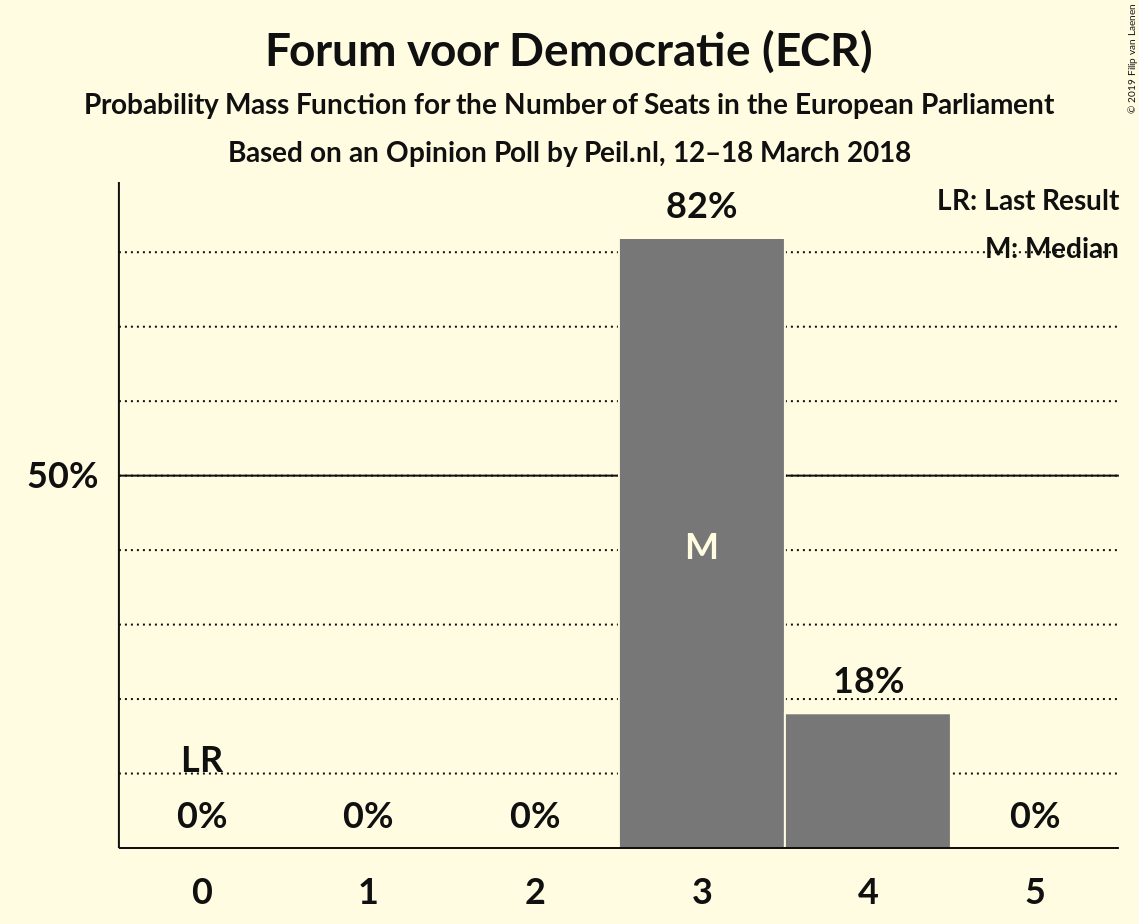 Forum voor Democratie (ECR)
Probability Mass Function for the Number of Seats in the European Parliament
Based on an Opinion Poll by Peil.nl, 12–18 March 2018
© 2019 Filip van Laenen
LR: Last Result
M: Median
82%
50%
M
18%
LR
0%
0%
0%
0%
0
1
2
3
4
5